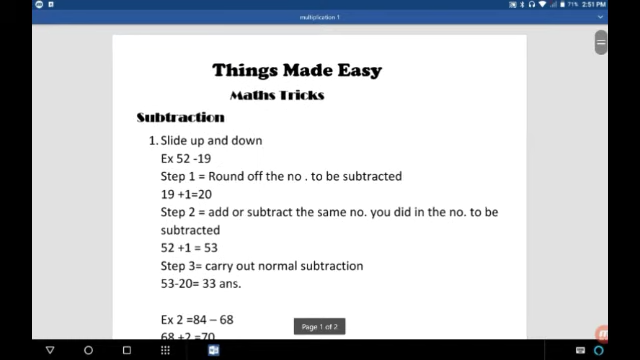 71% 2:51 PM
multiplication 1
Things Made Easy
Maths Tricks
Subtraction
1. Slide up and down
Ex 52 -19
Step 1 = Round off the no . to be subtracted
19 +1=20
Step 2 = add or subtract the same no. you did in the no. to be
subtracted
52 +1 = 53
Step 3= carry out normal subtraction
53-20= 33 ans.
Ex 2 =84 – 68
68 +2 =70
Page 1 of 2